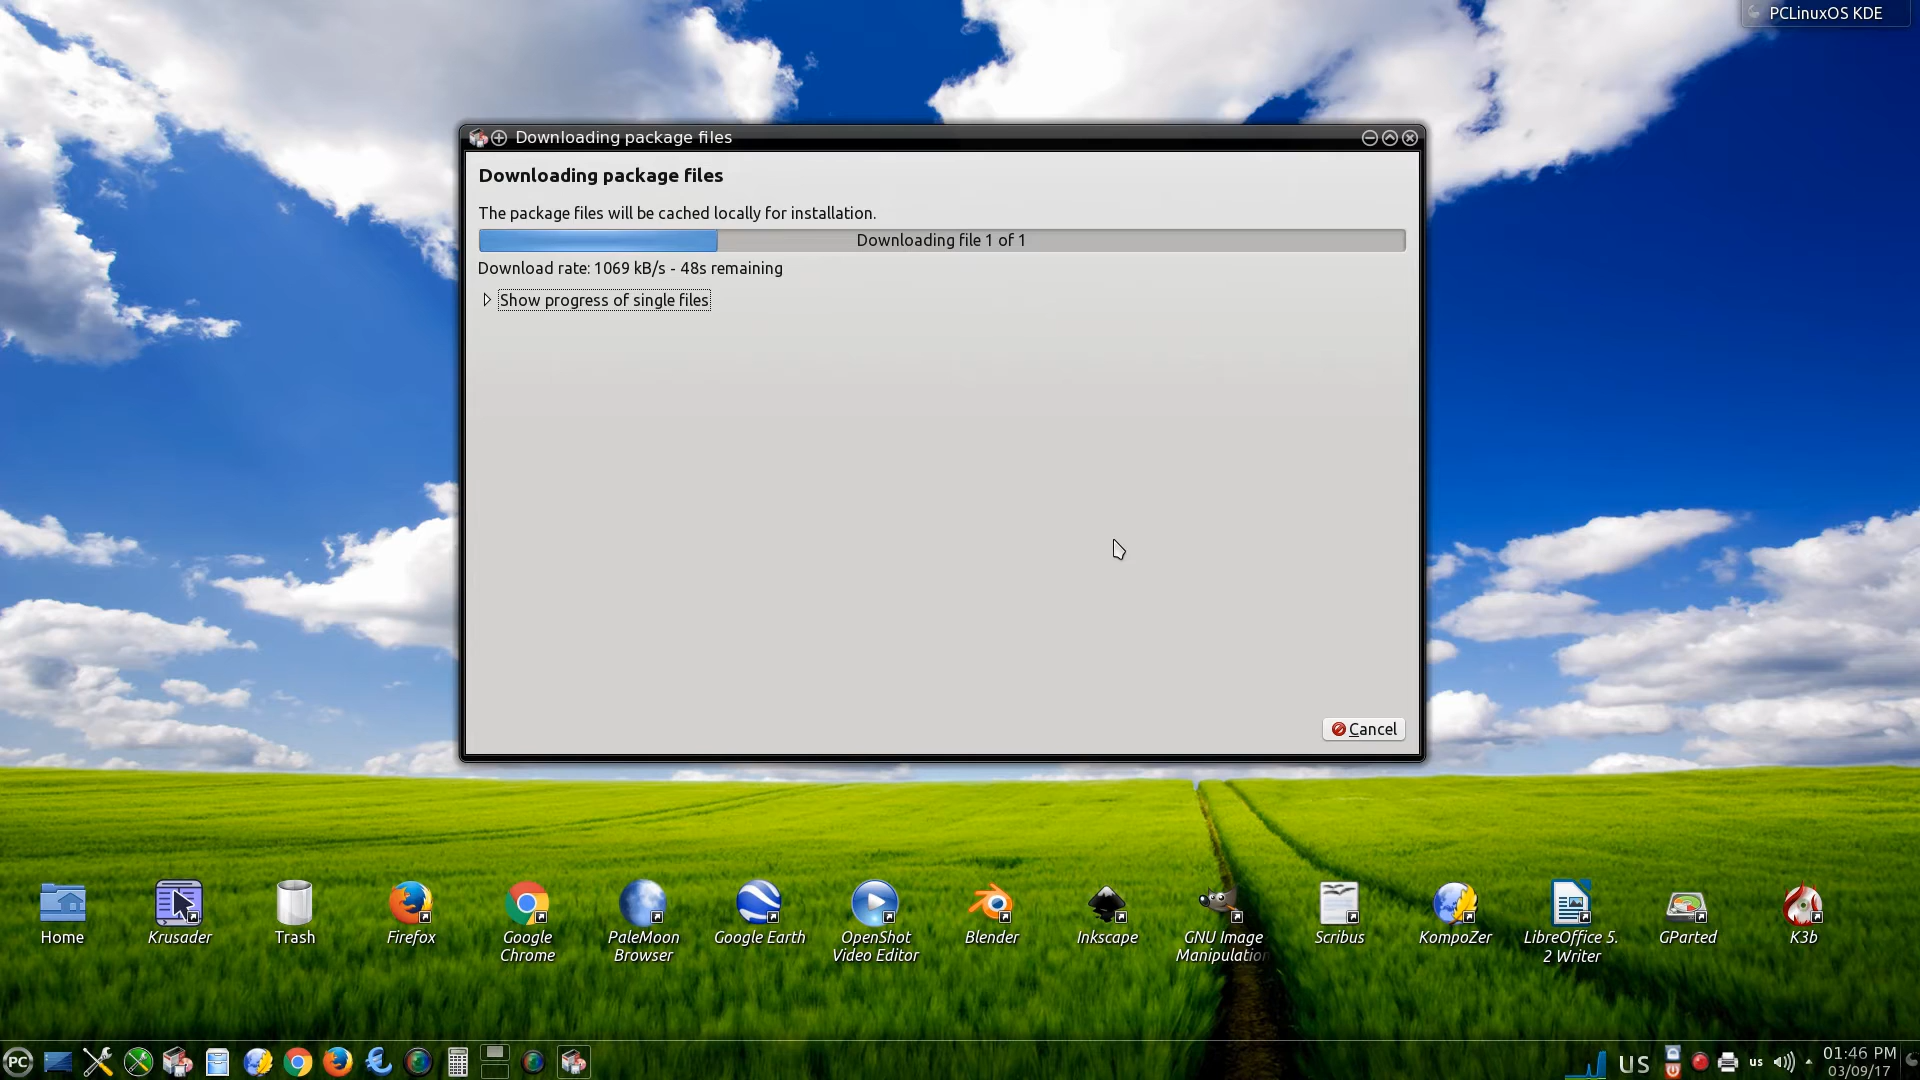 PCLinuxOS KDE
Downloading package files
Downloading package files
The package files will be cached locally for installation.
Downloading file 1 of 1
Download rate: 1069 kB/s - 48s remaining
Show progress of single files
Cancel
Home
Krusader
Trash
Firefox
Google
Chrome
PaleMoon
Browser
Google Earth
OpenShot
Video Editor
Blender
Inkscape
GNU Image
Manipulation
Scribus
KompoZer
LibreOffice 5.
2 Writer
GParted
K3b
PC
US
us
01:46 PM
03/09/17